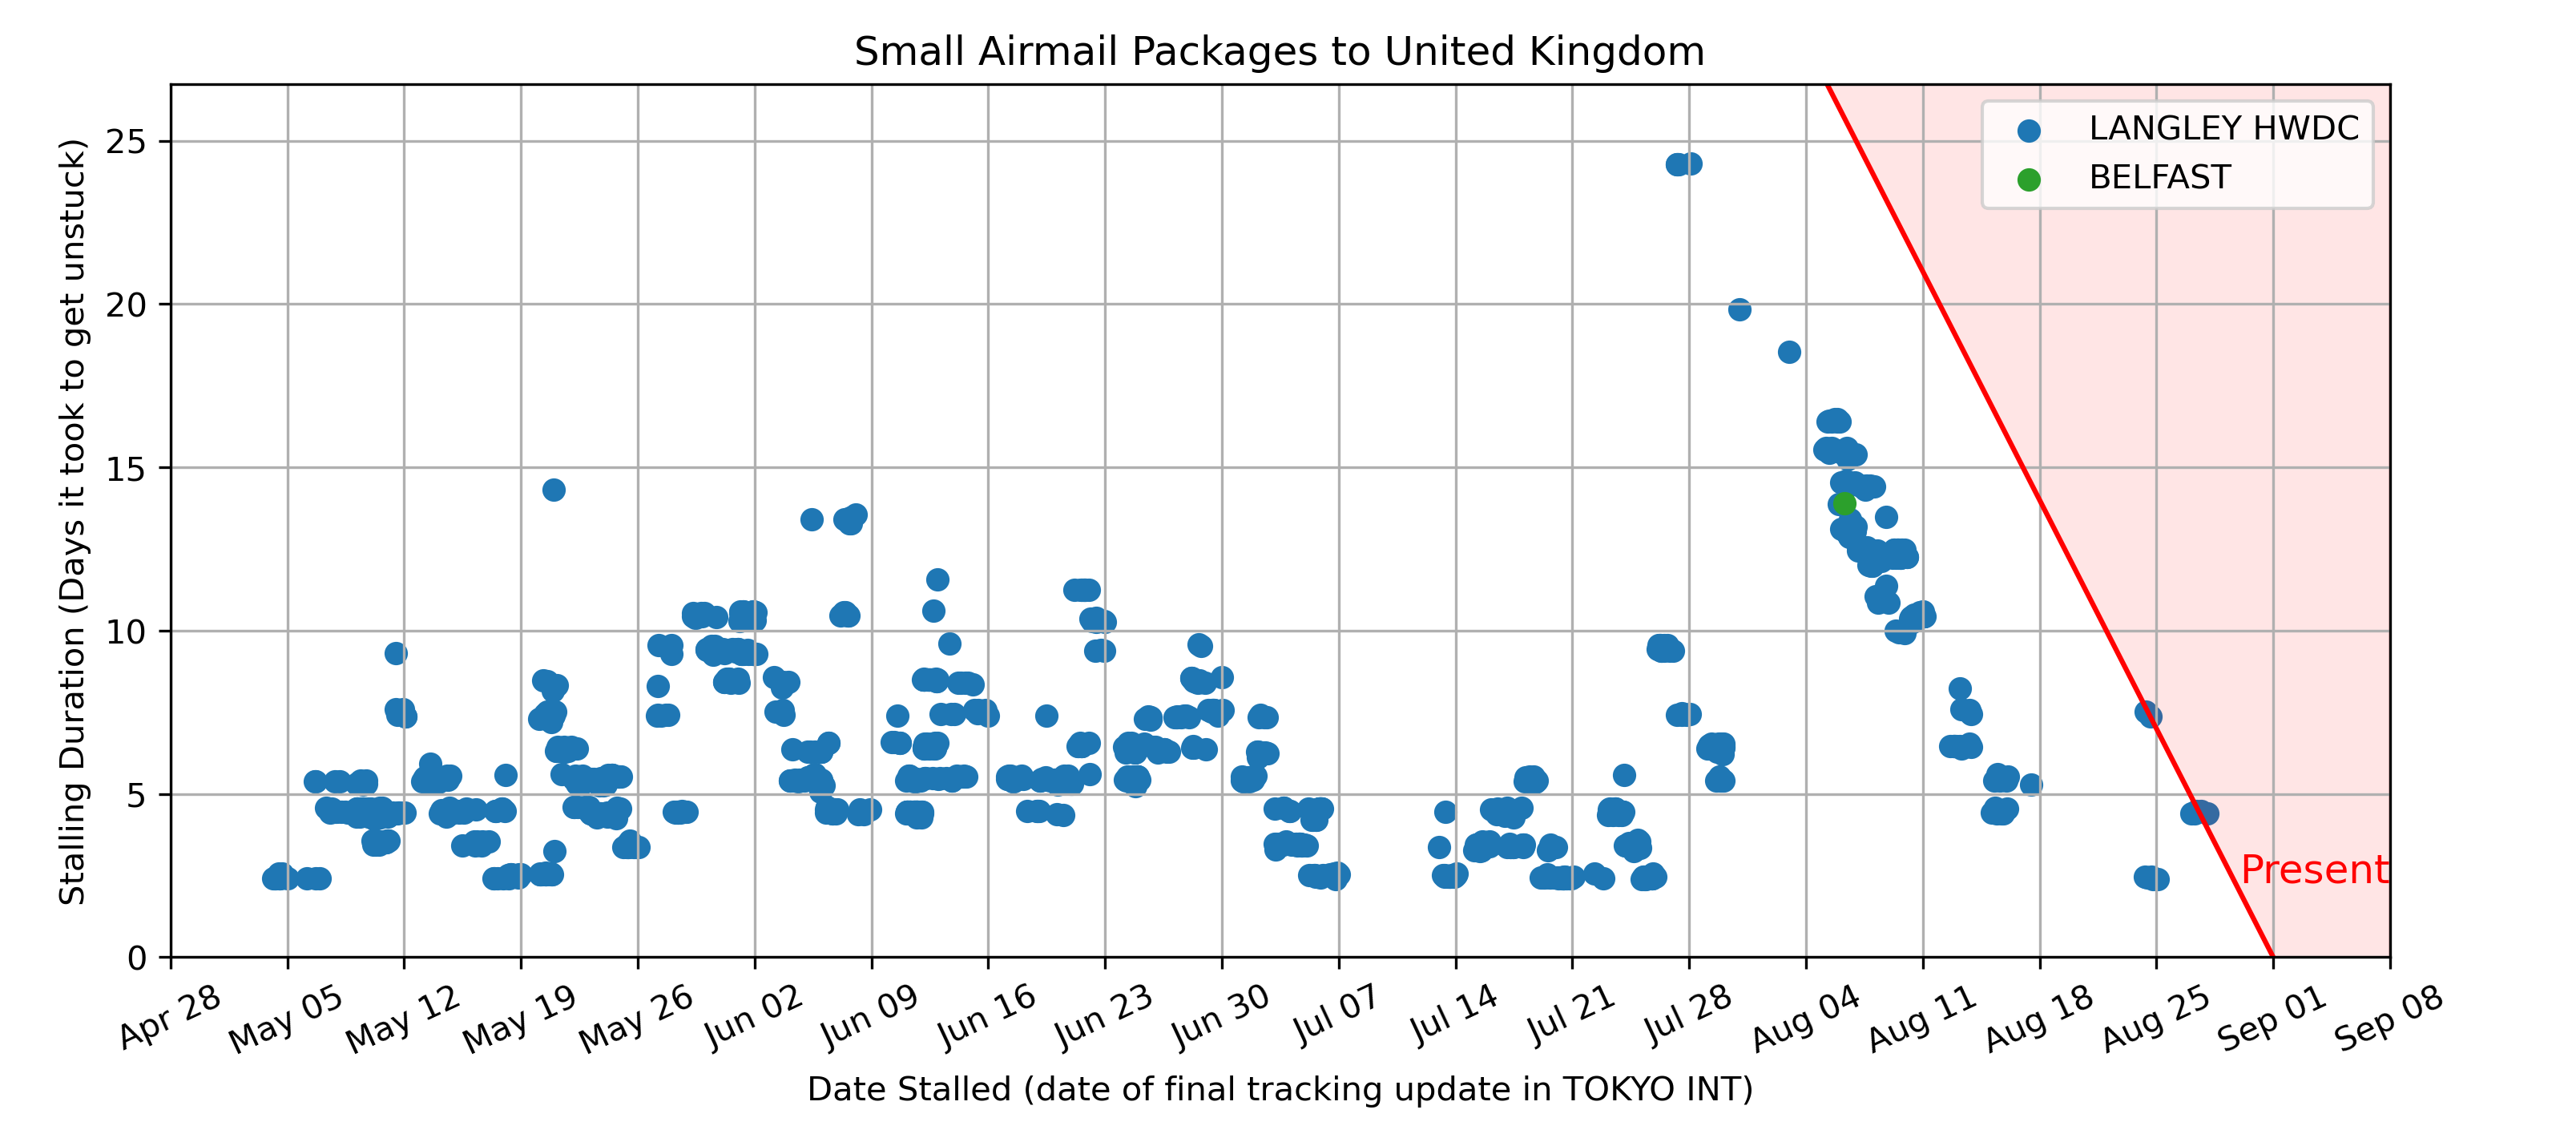 Small Airmail Packages to United Kingdom
LANGLEY HWDC
BELFAST
Stalling Duration (Days it took to get unstuck)
25
20
15
10
5
0
Present
Apr 28
May 05
May 12
May 19
May 26
Jun 02
Jun 09
Jun 16
Jun 23
Jun 30
Jul 07
Jul 14
Jul 21
Jul 28
Aug 04
Aug 11
Aug 18
Aug 25
Sep 01
Sep 08
Date Stalled (date of final tracking update in TOKYO INT)